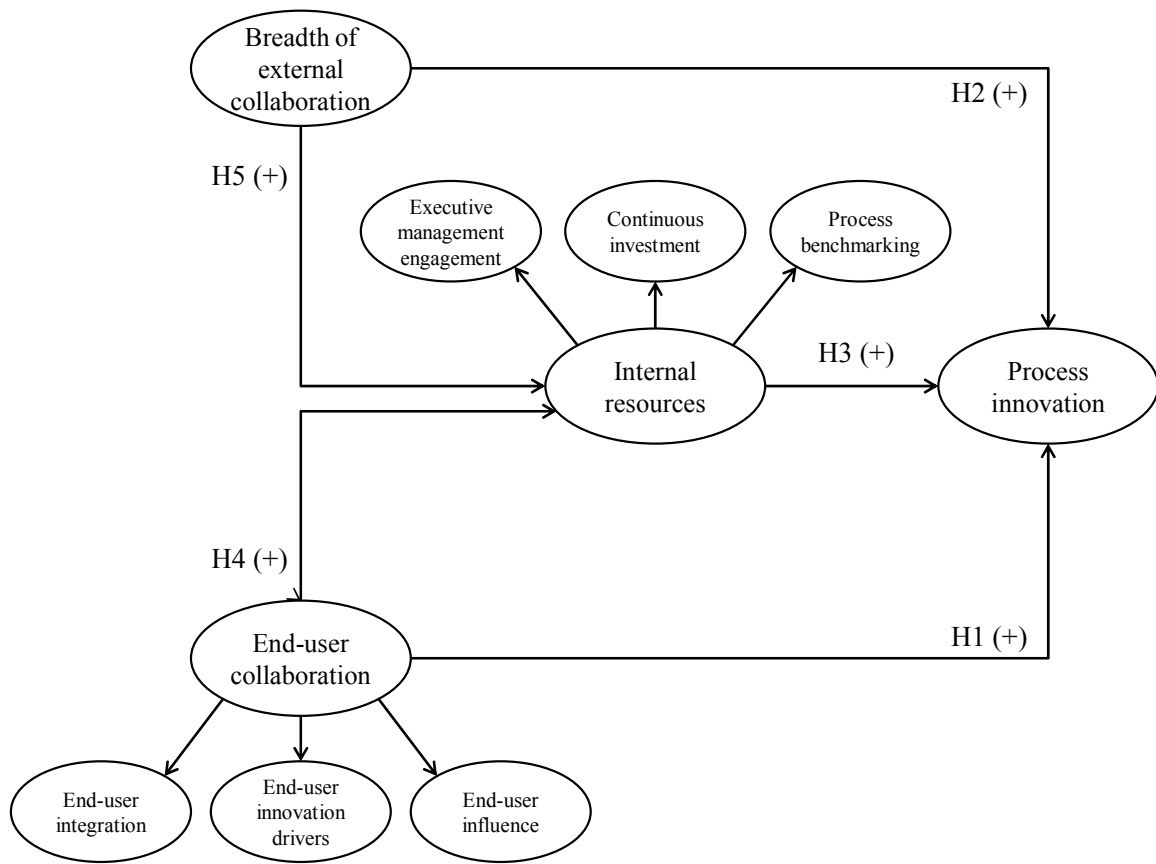 Breadth of
external
collaboration
H2 (+)
H5 (+)
Executive
management
engagement
Continuous
investment
Process
benchmarking
Internal
resources
H3 (+)
Process
innovation
H4 (+)
End-user
collaboration
H1 (+)
End-user
integration
End-user
innovation
drivers
End-user
influence